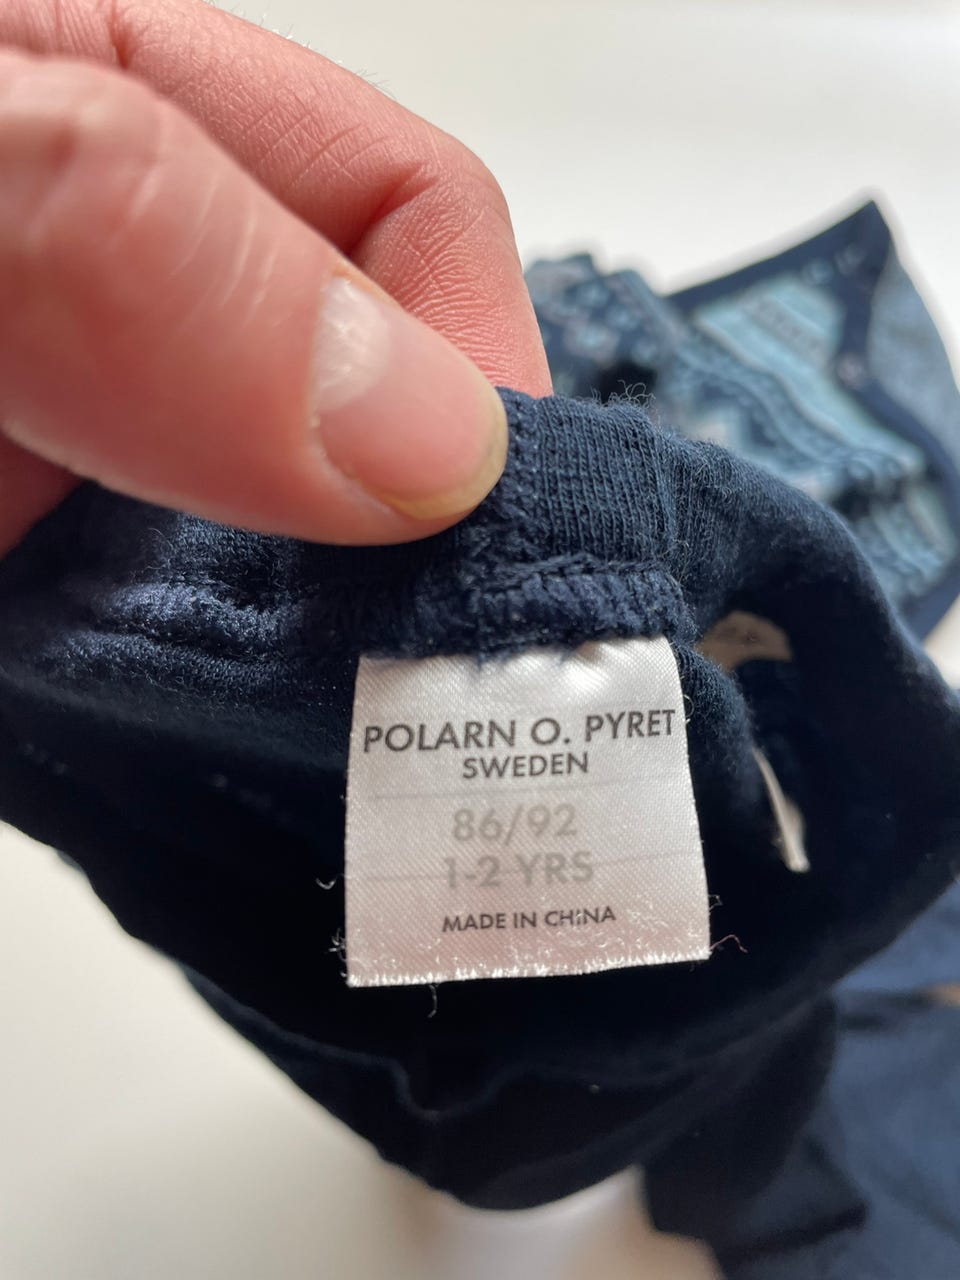 POLARN O. PYRET
SWEDEN
86/92
1-2 YRS
MADE IN CHINA